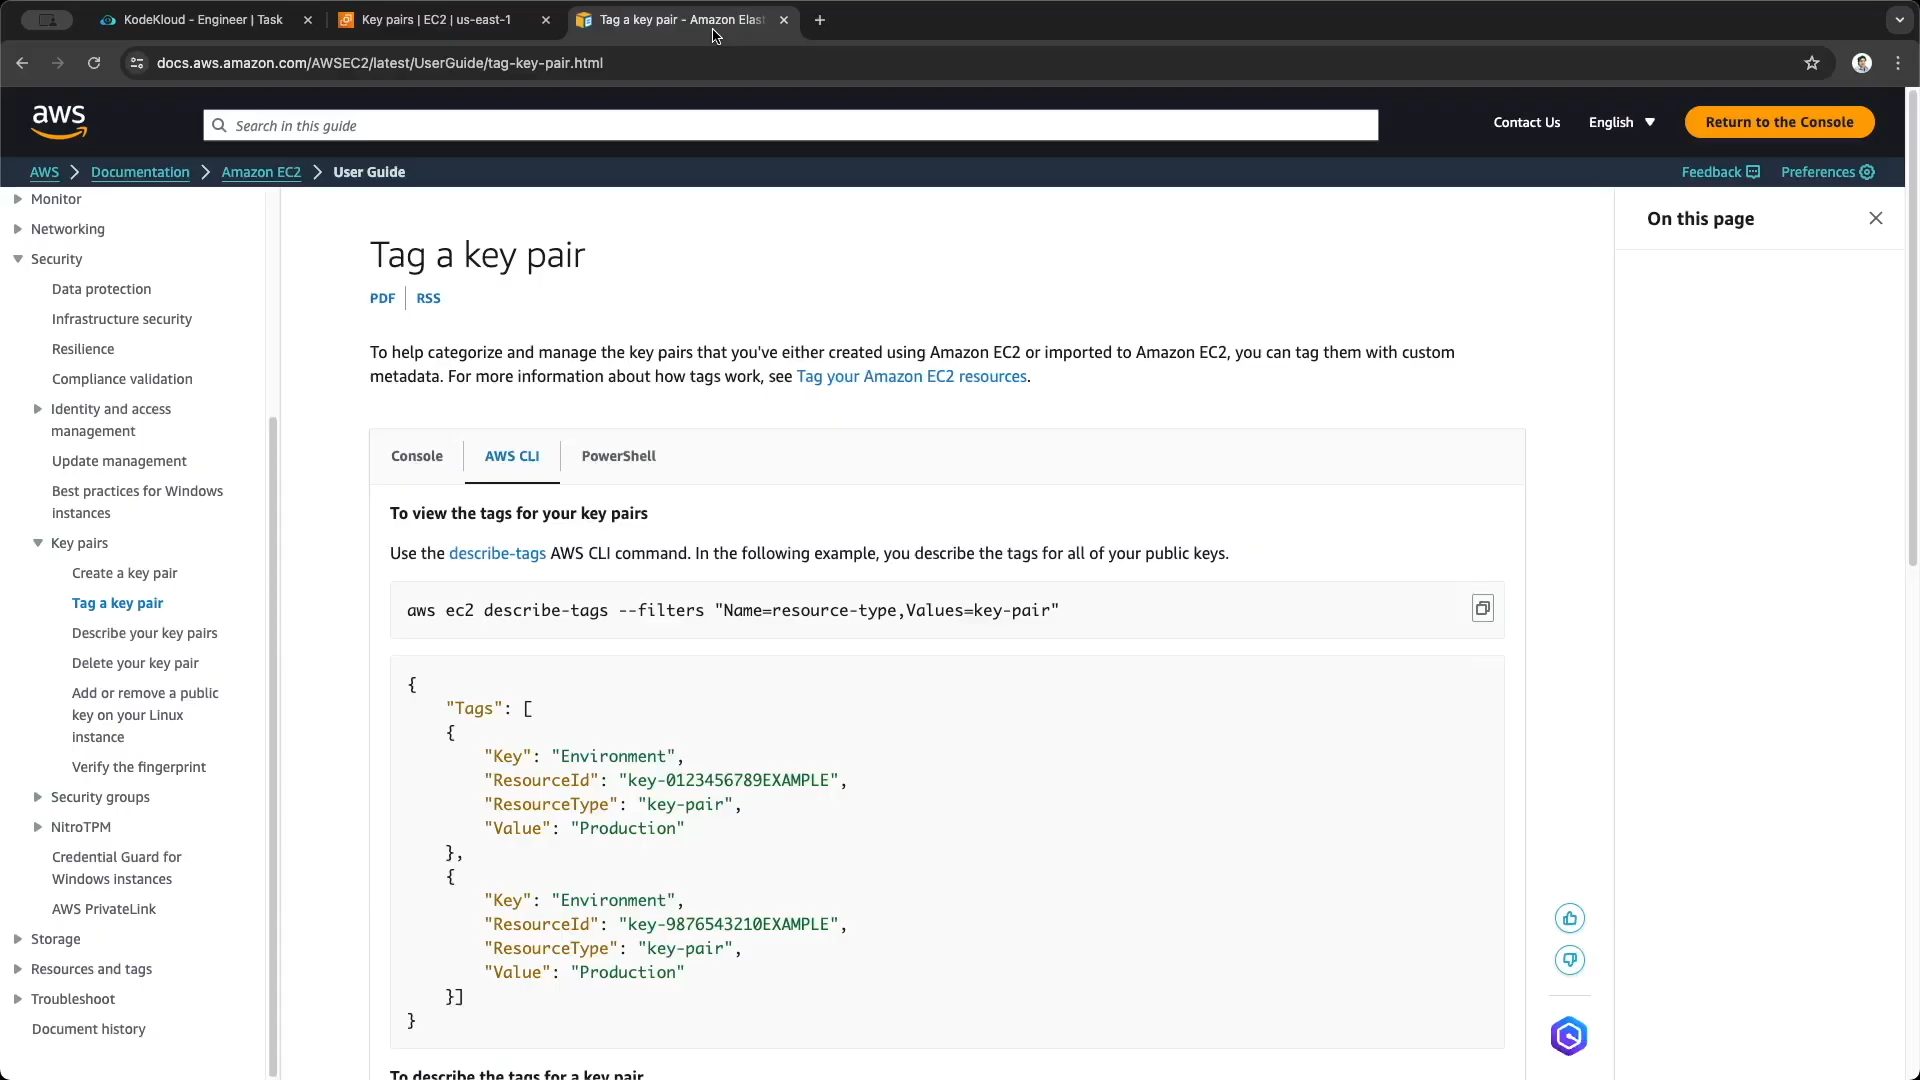 KodeKloud - Engineer | Task
Key pairs | EC2 | us-east-1
Tag a key pair - Amazon Elast
docs.aws.amazon.com/AWSEC2/latest/UserGuide/tag-key-pair.html
aws
Search in this guide
Contact Us
English
Return to the Console
AWS
Documentation
Amazon EC2
User Guide
Feedback
Preferences
Monitor
Networking
Security
Data protection
Infrastructure security
Resilience
Compliance validation
Identity and access
management
Update management
Best practices for Windows
instances
Key pairs
Create a key pair
Tag a key pair
Describe your key pairs
Delete your key pair
Add or remove a public
key on your Linux
instance
Verify the fingerprint
Security groups
NitroTPM
Credential Guard for
Windows instances
AWS PrivateLink
Storage
Resources and tags
Troubleshoot
Document history
Tag a key pair
PDF
RSS
To help categorize and manage the key pairs that you've either created using Amazon EC2 or imported to Amazon EC2, you can tag them with custom
metadata. For more information about how tags work, see Tag your Amazon EC2 resources.
Console
AWS CLI
PowerShell
To view the tags for your key pairs
Use the describe-tags AWS CLI command. In the following example, you describe the tags for all of your public keys.
aws ec2 describe-tags --filters "Name=resource-type,Values=key-pair"
{
"Tags": [
{
"Key": "Environment",
"ResourceId": "key-0123456789EXAMPLE",
"ResourceType": "key-pair",
"Value": "Production"
},
{
"Key": "Environment",
"ResourceId": "key-9876543210EXAMPLE",
"ResourceType": "key-pair",
"Value": "Production"
}]
}
To describe the tags for a key pair
On this page